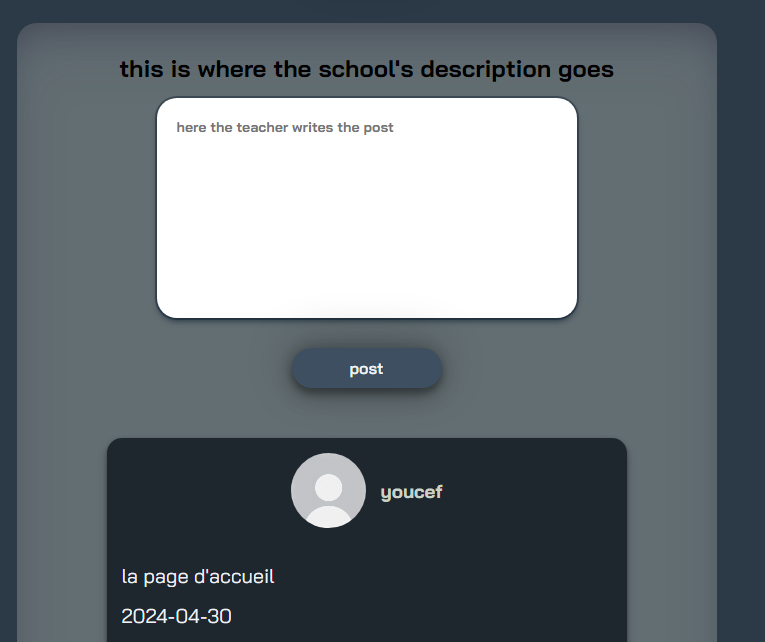 this is where the school's description goes
here the teacher writes the post
post
youcef
la page d'accueil
2024-04-30